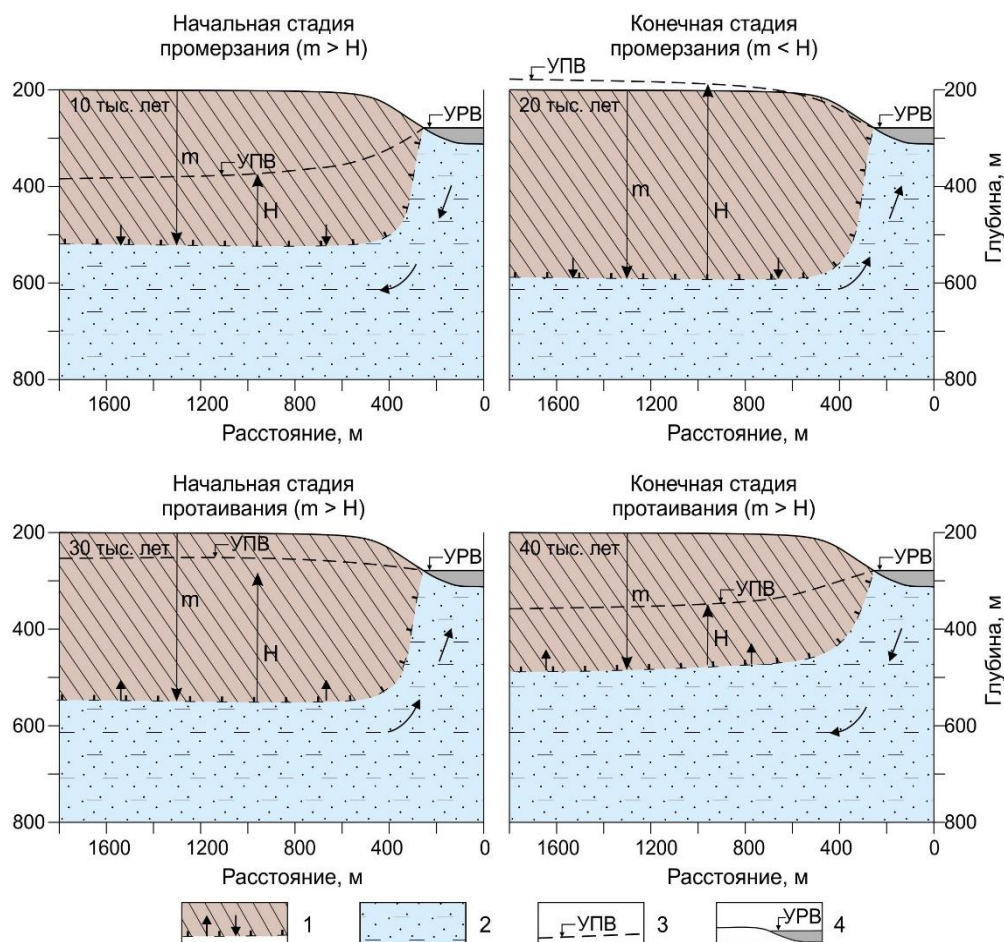 Начальная стадия
промерзания (m > H)
Конечная стадия
промерзания (m < H)
200
400
600
800
10 тыс. лет
m
УПВ
H
УРВ
1600
1200
800
400
0
Расстояние, м
УПВ
20 тыс. лет
m
H
УРВ
200
400
600
800
Глубина, м
1600
1200
800
400
0
Расстояние, м
Начальная стадия
протаивания (m > H)
Конечная стадия
протаивания (m > H)
200
400
600
800
30 тыс. лет
УПВ
m
H
УРВ
1600
1200
800
400
0
Расстояние, м
40 тыс. лет
m
УПВ
H
УРВ
200
400
600
800
Глубина, м
1600
1200
800
400
0
Расстояние, м
1
2
УПВ
3
УРВ
4